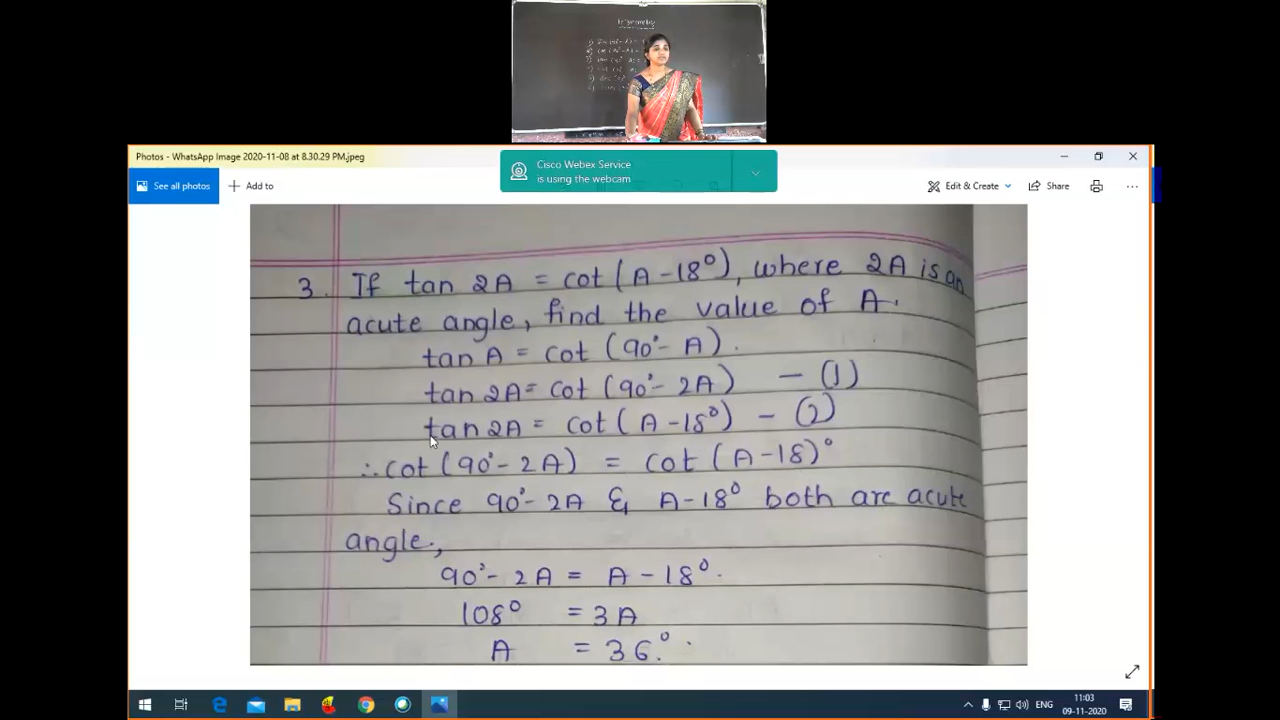 Trigonometry
Photos - WhatsApp Image 2020-11-08 at 8.30.29 PM.jpeg
Cisco Webex Service
is using the webcam
See all photos
Add to
Edit & Create
Share
3. If tan 2A = cot (A - 18°), where 2A is an
acute angle, find the value of A.
tan A = cot (90° - A).
tan 2A = cot (90° - 2A) - (1)
tan 2A = cot (A - 18°) - (2)
∴ cot (90° - 2A) = cot (A - 18)°
Since 90° - 2A & A - 18° both are acute
angle.,
90° - 2A = A - 18°.
108° = 3A
A = 36°.
ENG
11:03
09-11-2020